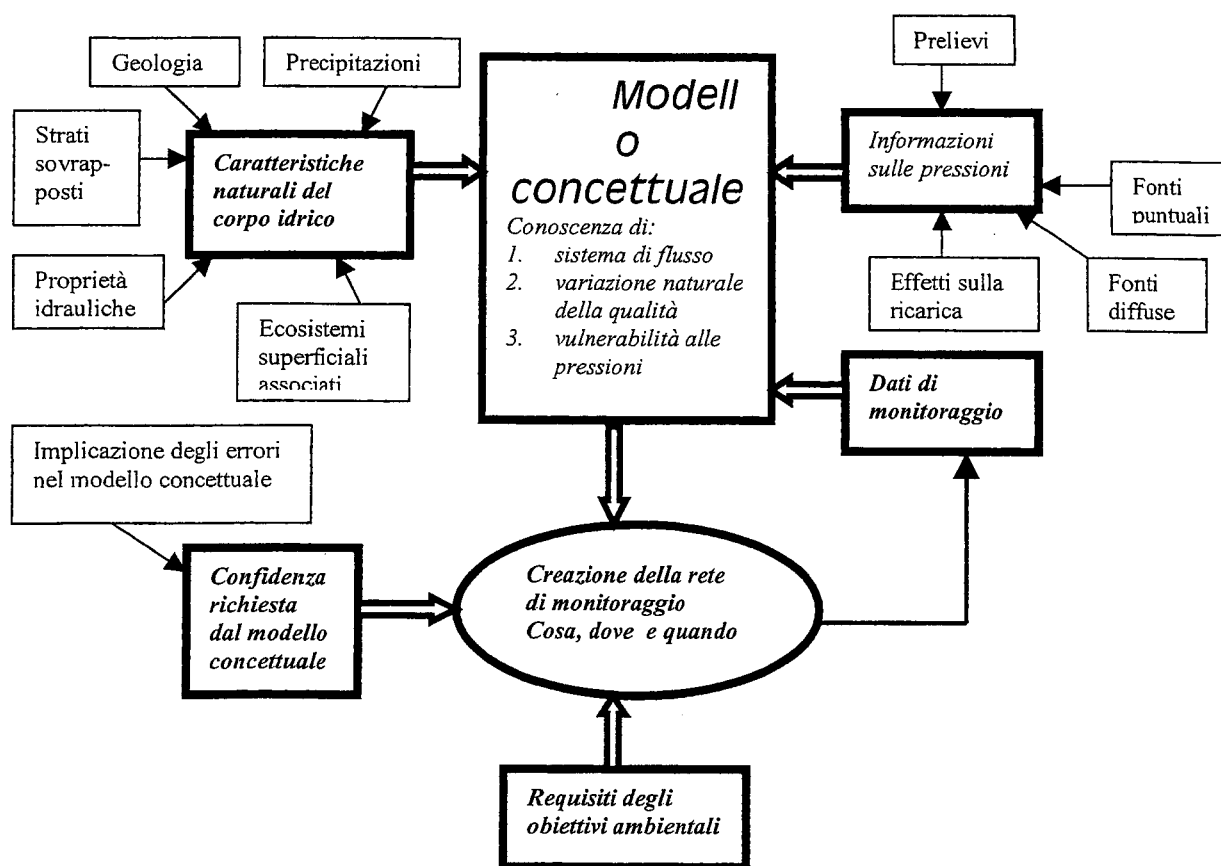 Geologia
Precipitazioni
Strati
sovrap-
posti
Caratteristiche
naturali del
corpo idrico
Proprietà
idrauliche
Ecosistemi
superficiali
associati
Modell
o
concettuale
Conoscenza di:
1. sistema di flusso
2. variazione naturale
della qualità
3. vulnerabilità alle
pressioni
Prelievi
Informazioni
sulle pressioni
Fonti
puntuali
Effetti sulla
ricarica
Fonti
diffuse
Dati di
monitoraggio
Implicazione degli errori
nel modello concettuale
Confidenza
richiesta
dal modello
concettuale
Creazione della rete
di monitoraggio
Cosa, dove e quando
Requisiti degli
obiettivi ambientali